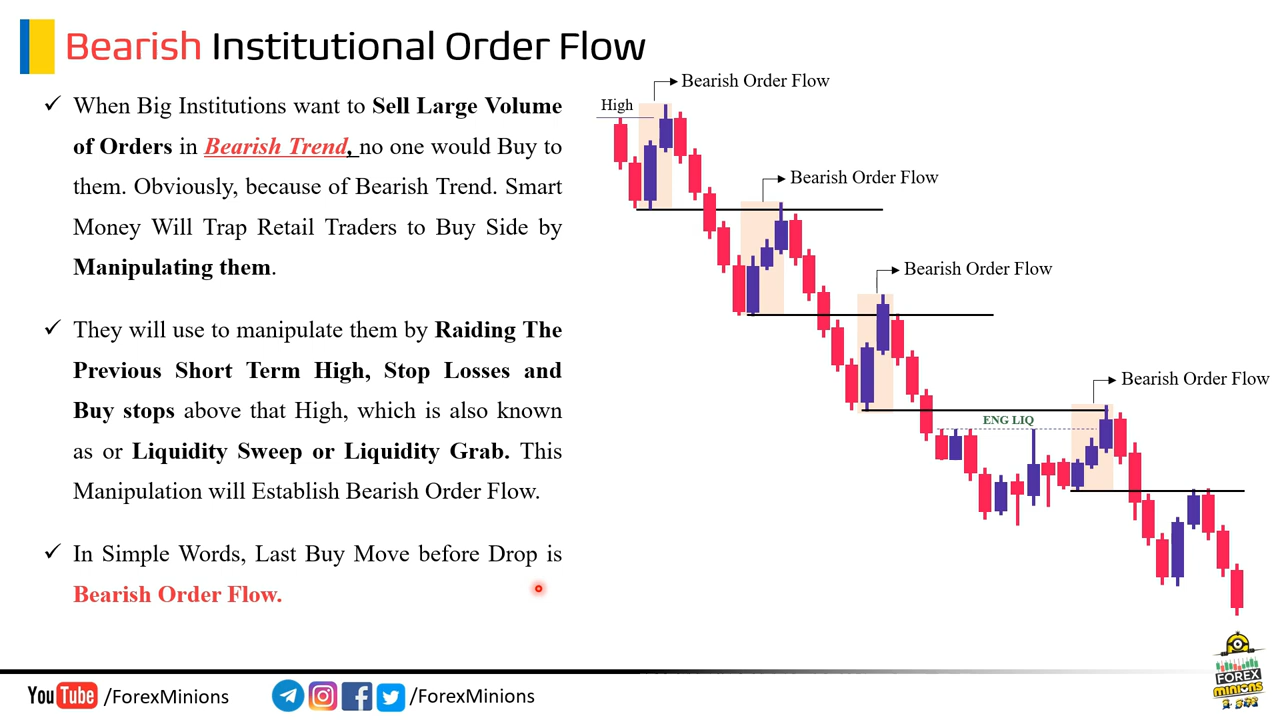 Bearish Institutional Order Flow
✓ When Big Institutions want to Sell Large Volume
of Orders in Bearish Trend, no one would Buy to
them. Obviously, because of Bearish Trend. Smart
Money Will Trap Retail Traders to Buy Side by
Manipulating them.
✓ They will use to manipulate them by Raiding The
Previous Short Term High, Stop Losses and
Buy stops above that High, which is also known
as or Liquidity Sweep or Liquidity Grab. This
Manipulation will Establish Bearish Order Flow.
✓ In Simple Words, Last Buy Move before Drop is
Bearish Order Flow.
Bearish Order Flow
High
Bearish Order Flow
Bearish Order Flow
Bearish Order Flow
ENG LIQ
YouTube /ForexMinions
/ForexMinions
FOREX
minions